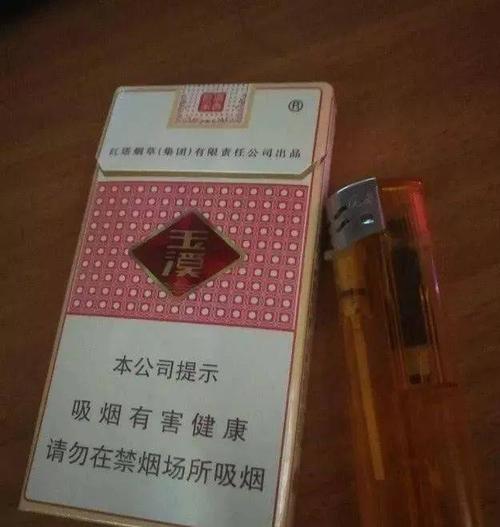 红塔烟草(集团)有限责任公司出品
玉溪
本公司提示
吸烟有害健康
请勿在禁烟场所吸烟